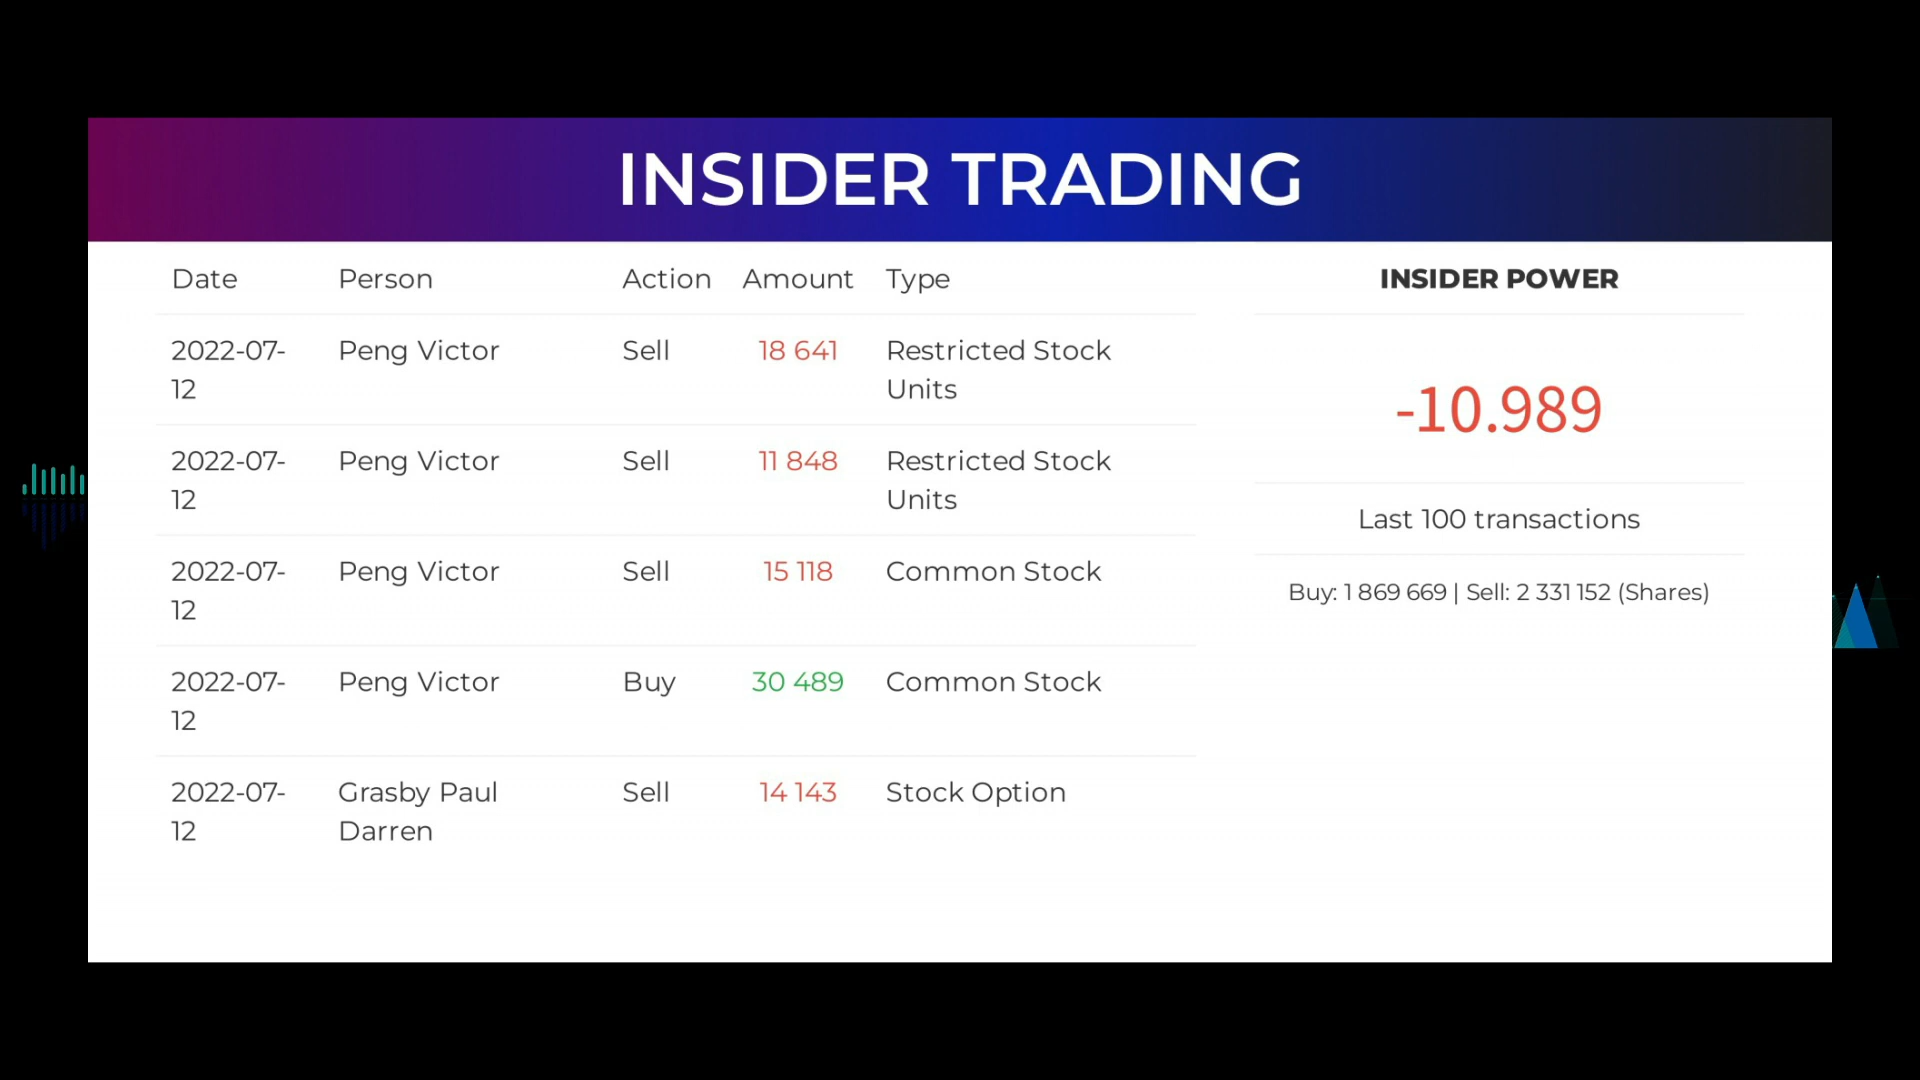 INSIDER TRADING
Date Person Action Amount Type
2022-07- Peng Victor Sell 18 641 Restricted Stock
12 Units
2022-07- Peng Victor Sell 11 848 Restricted Stock
12 Units
2022-07- Peng Victor Sell 15 118 Common Stock
12
2022-07- Peng Victor Buy 30 489 Common Stock
12
2022-07- Grasby Paul Sell 14 143 Stock Option
12 Darren
INSIDER POWER
-10.989
Last 100 transactions
Buy: 1 869 669 | Sell: 2 331 152 (Shares)